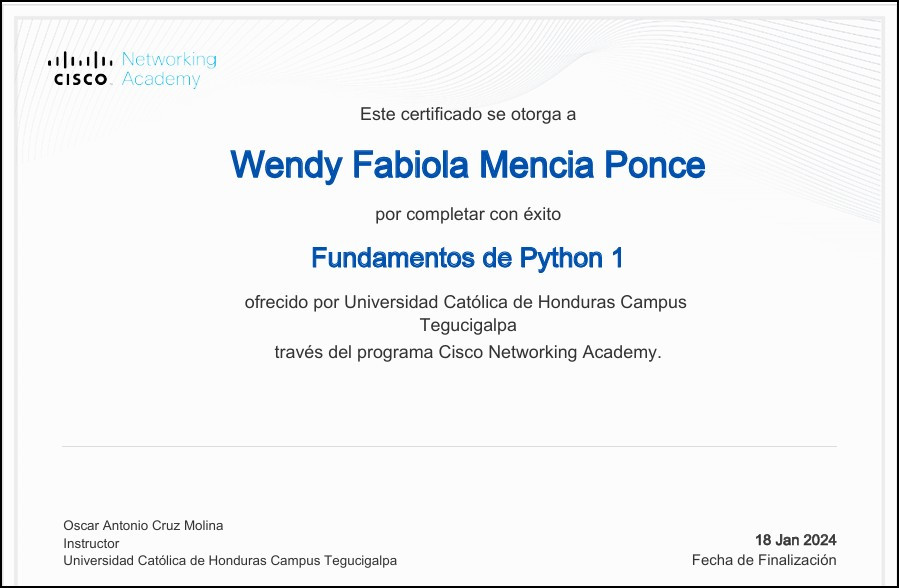 Networking
CISCO Academy
Este certificado se otorga a
Wendy Fabiola Mencia Ponce
por completar con éxito
Fundamentos de Python 1
ofrecido por Universidad Católica de Honduras Campus
Tegucigalpa
través del programa Cisco Networking Academy.
Oscar Antonio Cruz Molina
Instructor
Universidad Católica de Honduras Campus Tegucigalpa
18 Jan 2024
Fecha de Finalización